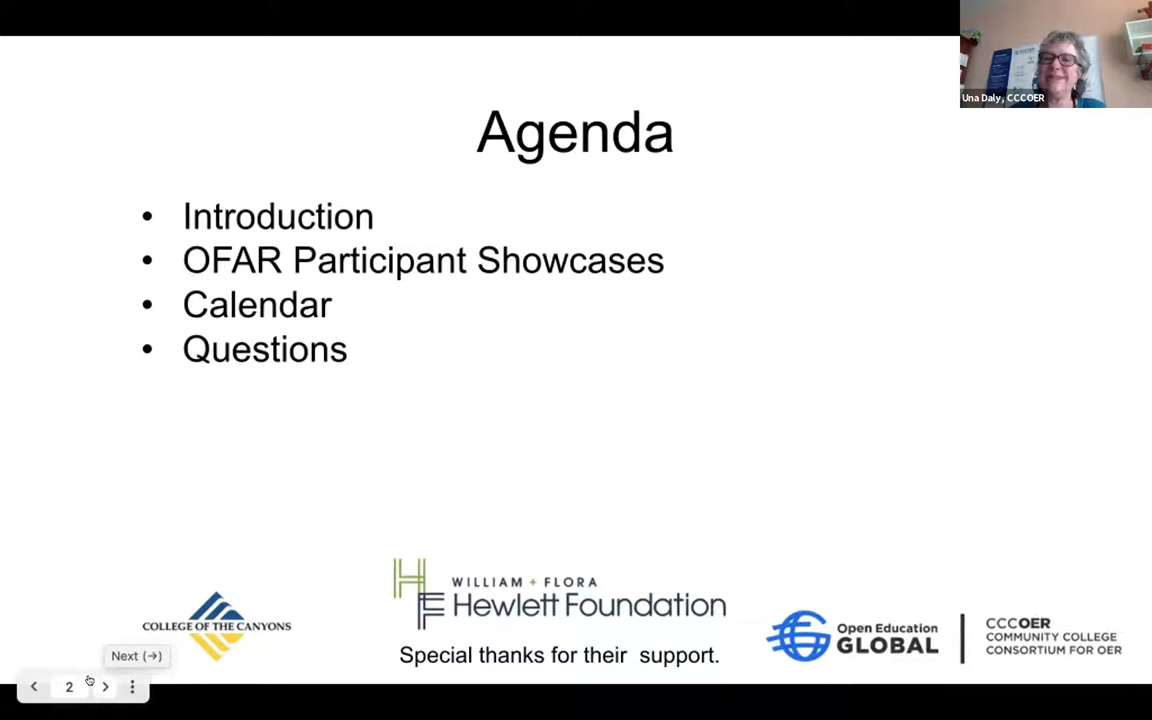 Una Daly, CCCOER
Agenda
• Introduction
• OFAR Participant Showcases
• Calendar
• Questions
WILLIAM + FLORA
Hewlett Foundation
COLLEGE OF THE CANYONS
Open Education
GLOBAL
CCCOER
COMMUNITY COLLEGE
CONSORTIUM FOR OER
Special thanks for their support.
Next (→)
2